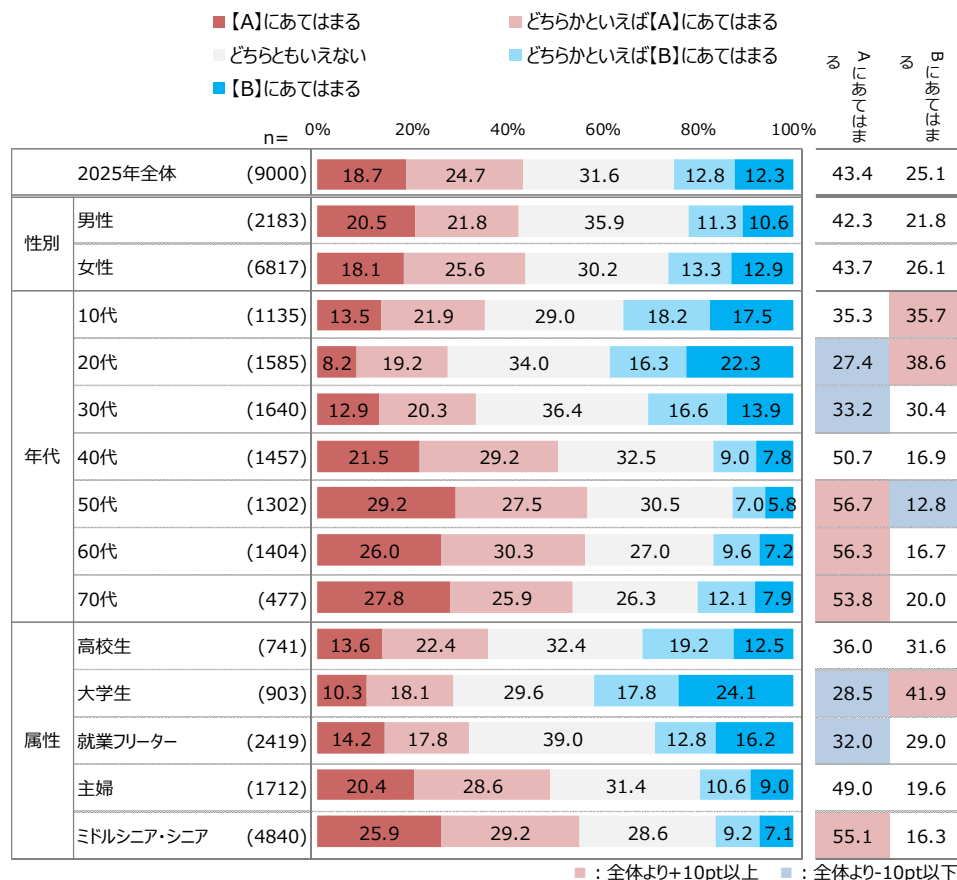 ■【A】にあてはまる ■どちらかといえば【A】にあてはまる
■どちらともいえない ■どちらかといえば【B】にあてはまる
■【B】にあてはまる
Aにあてはまる Bにあてはまる
n= 0% 20% 40% 60% 80% 100%
2025年全体 (9000) 18.7 24.7 31.6 12.8 12.3 43.4 25.1
性別
男性 (2183) 20.5 21.8 35.9 11.3 10.6 42.3 21.8
女性 (6817) 18.1 25.6 30.2 13.3 12.9 43.7 26.1
年代
10代 (1135) 13.5 21.9 29.0 18.2 17.5 35.3 35.7
20代 (1585) 8.2 19.2 34.0 16.3 22.3 27.4 38.6
30代 (1640) 12.9 20.3 36.4 16.6 13.9 33.2 30.4
40代 (1457) 21.5 29.2 32.5 9.0 7.8 50.7 16.9
50代 (1302) 29.2 27.5 30.5 7.0 5.8 56.7 12.8
60代 (1404) 26.0 30.3 27.0 9.6 7.2 56.3 16.7
70代 (477) 27.8 25.9 26.3 12.1 7.9 53.8 20.0
属性
高校生 (741) 13.6 22.4 32.4 19.2 12.5 36.0 31.6
大学生 (903) 10.3 18.1 29.6 17.8 24.1 28.5 41.9
就業フリーター (2419) 14.2 17.8 39.0 12.8 16.2 32.0 29.0
主婦 (1712) 20.4 28.6 31.4 10.6 9.0 49.0 19.6
ミドルシニア・シニア (4840) 25.9 29.2 28.6 9.2 7.1 55.1 16.3
■：全体より+10pt以上 ■：全体より-10pt以下